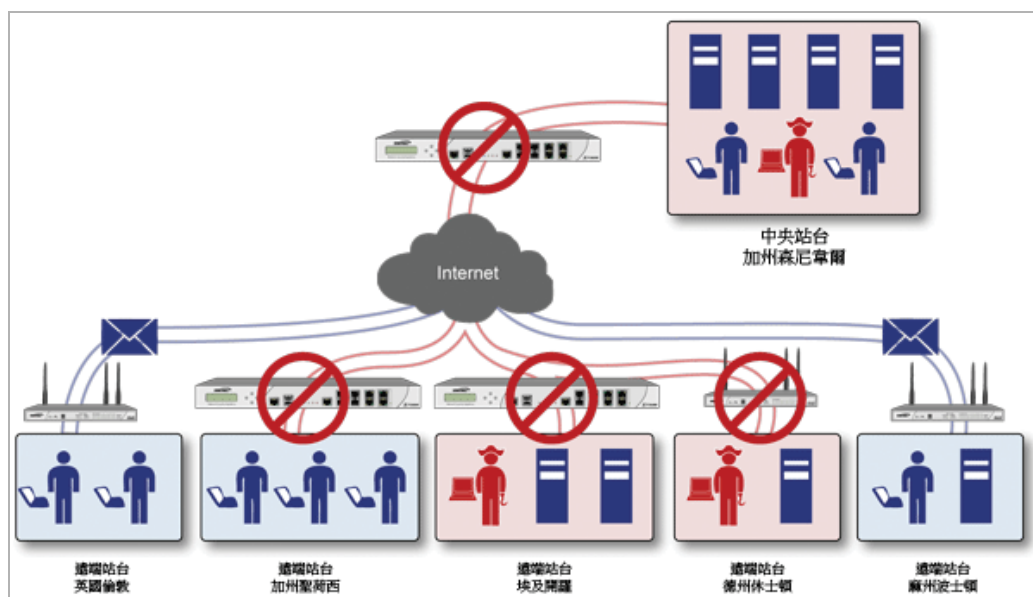 中央站台
加州森尼韋爾
Internet
遠端站台
英國倫敦
遠端站台
加州聖荷西
遠端站台
埃及開羅
遠端站台
德州休士頓
遠端站台
麻州波士頓